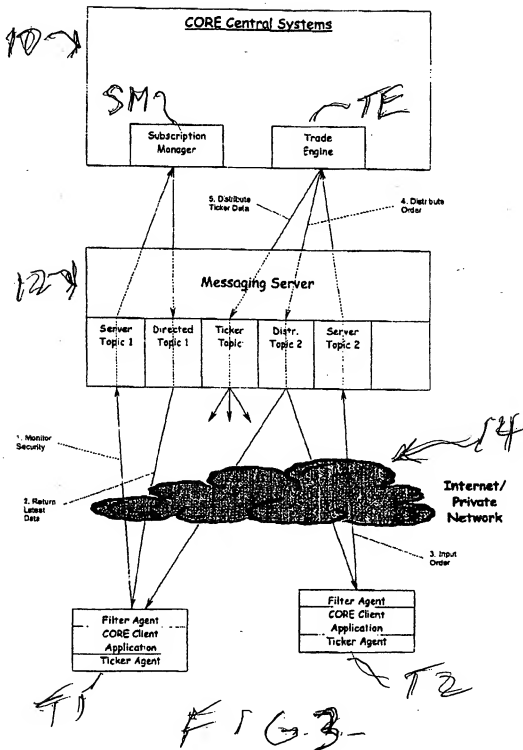 CORE Central Systems
10
SM
TE
Subscription
Manager
Trade
Engine
5. Distribute
Ticker Data
4. Distribute
Order
12
Messaging Server
Server
Topic 1
Directed
Topic 1
Ticker
Topic
Distr.
Topic 2
Server
Topic 2
1. Monitor
Security
14
2. Return
Latest
Data
Internet/
Private
Network
3. Input
Order
Filter Agent
CORE Client
Application
Ticker Agent
Filter Agent
CORE Client
Application
Ticker Agent
T1
T2
FIG. 3